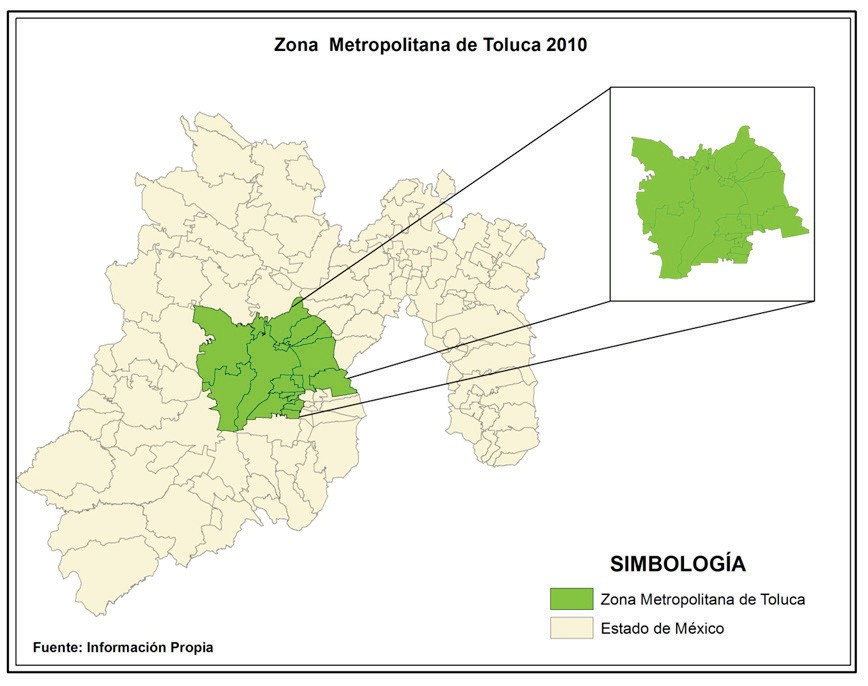 Zona Metropolitana de Toluca 2010
SIMBOLOGÍA
Zona Metropolitana de Toluca
Estado de México
Fuente: Información Propia